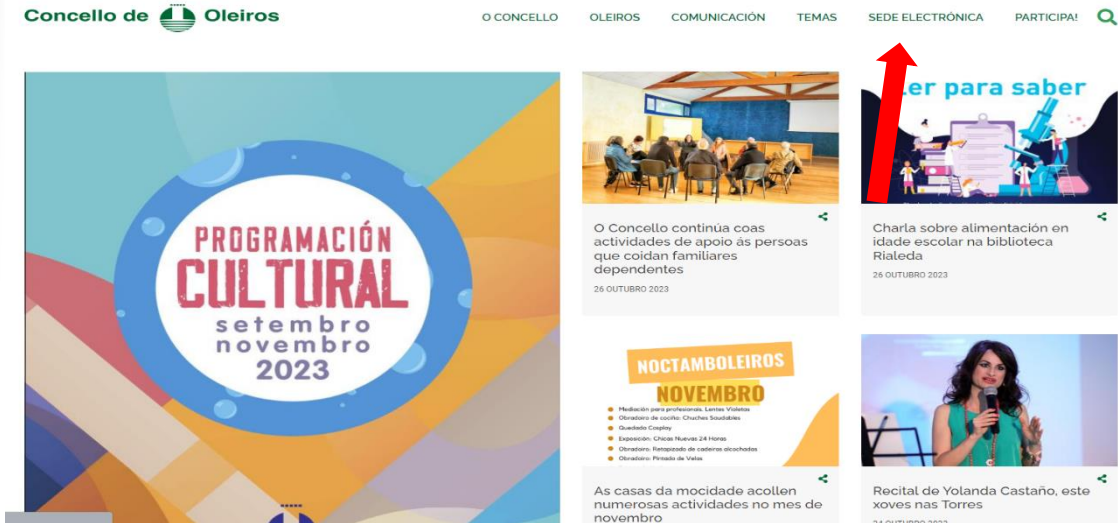 Concello de Oleiros
O CONCELLO OLEIROS COMUNICACIÓN TEMAS SEDE ELECTRÓNICA PARTICIPA!
PROGRAMACIÓN
CULTURAL
setembro
novembro
2023
O Concello continúa coas
actividades de apoio ás persoas
que coidan familiares
dependentes
26 OUTUBRO 2023
Ler para saber
Charla sobre alimentación en
idade escolar na biblioteca
Rialeda
26 OUTUBRO 2023
NOCTAMBOLEIROS
NOVEMBRO
Mediación para profesionais. Lentes Violetas
Obradoiro de cociña: Chuches Saudables
Quedada Cosplay
Exposición: Chicas Nuevas 24 Horas
Obradoiro: Retapizado de cadeiras alcochadas
Obradoiro: Pirnada de Velas
As casas da mocidade acollen
numerosas actividades no mes de
novembro
Recital de Yolanda Castaño, este
xoves nas Torres
24 OUTUBRO 2023